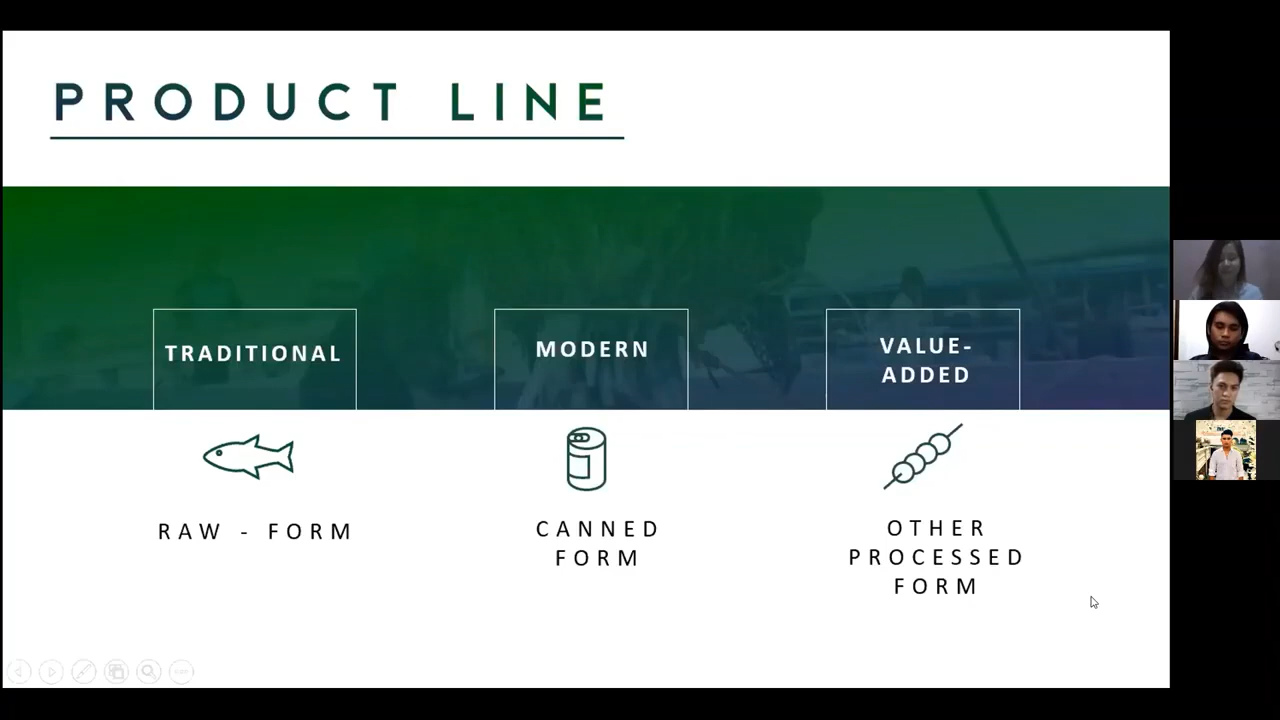 PRODUCT LINE
TRADITIONAL
MODERN
VALUE-
ADDED
RAW - FORM
CANNED
FORM
OTHER
PROCESSED
FORM